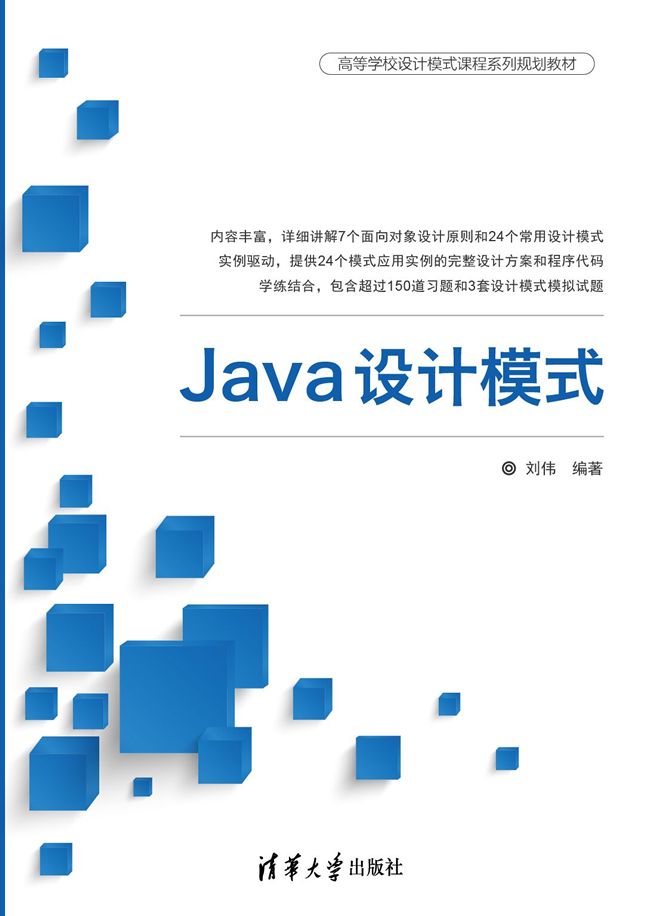 高等学校设计模式课程系列规划教材
内容丰富，详细讲解7个面向对象设计原则和24个常用设计模式
实例驱动，提供24个模式应用实例的完整设计方案和程序代码
学练结合，包含超过150道习题和3套设计模式模拟试题
Java设计模式
◎ 刘伟 编著
清华大学出版社